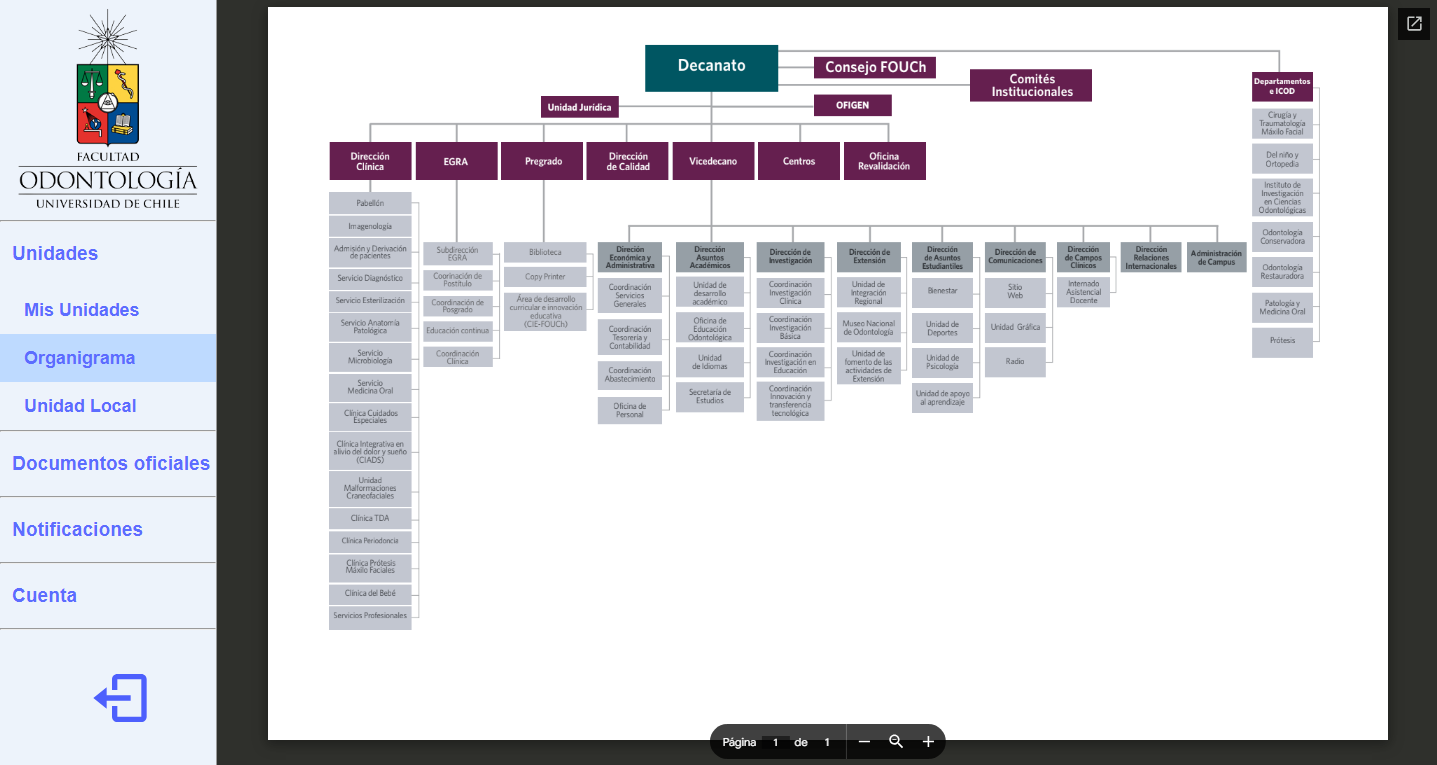 FACULTAD
ODONTOLOGÍA
UNIVERSIDAD DE CHILE
Unidades
Mis Unidades
Organigrama
Unidad Local
Documentos oficiales
Notificaciones
Cuenta
Decanato
Consejo FOUCh
Comités
Institucionales
Unidad Jurídica
OFIGEN
Departamentos
e ICOD
Cirugía y
Traumatología
Máxilo Facial
Del niño y
Ortopedia
Instituto de
Investigación
en Ciencias
Odontológicas
Odontología
Conservadora
Odontología
Restauradora
Patología y
Medicina Oral
Prótesis
Dirección
Clínica
EGRA
Pregrado
Dirección
de Calidad
Vicedecano
Centros
Oficina
Revalidación
Pabellón
Imagenología
Admisión y Derivación
de pacientes
Servicio Diagnóstico
Servicio Esterilización
Servicio Anatomía
Patológica
Servicio
Microbiología
Servicio
Medicina Oral
Clínica Cuidados
Especiales
Clínica Integrativa en
alivio del dolor y sueño
(CIADS)
Unidad
Malformaciones
Craneofaciales
Clínica TDA
Clínica Periodoncia
Clínica Prótesis
Máxilo Faciales
Clínica del Bebé
Servicios Profesionales
Subdirección
EGRA
Coorinación de
Postítulo
Coordinación de
Posgrado
Educación continua
Coordinación
Clínica
Biblioteca
Copy Printer
Área de desarrollo
curricular e innovación
educativa
(CIE-FOUCh)
Direción
Económica y
Administrativa
Coordinación
Servicios
Generales
Coordinación
Tesorería y
Contabilidad
Coordinación
Abastecimiento
Oficina de
Personal
Dirección
Asuntos
Académicos
Unidad de
desarrollo
académico
Oficina de
Educación
Odontológica
Unidad
de Idiomas
Secretaría de
Estudios
Dirección de
Investigación
Coordinación
Investigación
Clínica
Coordinación
Investigación
Básica
Coordinación
Investigación en
Educación
Coordinación
Innovación y
transferencia
tecnológica
Dirección de
Extensión
Unidad de
Integración
Regional
Museo Nacional
de Odontología
Unidad de
fomento de las
actividades de
Extensión
Dirección
de Asuntos
Estudiantiles
Bienestar
Unidad de
Deportes
Unidad de
Psicología
Unidad de apoyo
al aprendizaje
Dirección de
Comunicaciones
Sitio
Web
Unidad Gráfica
Radio
Dirección
de Campos
Clínicos
Internado
Asistencial
Docente
Dirección
Relaciones
Internacionales
Administración
de Campus
Página 1 de 1